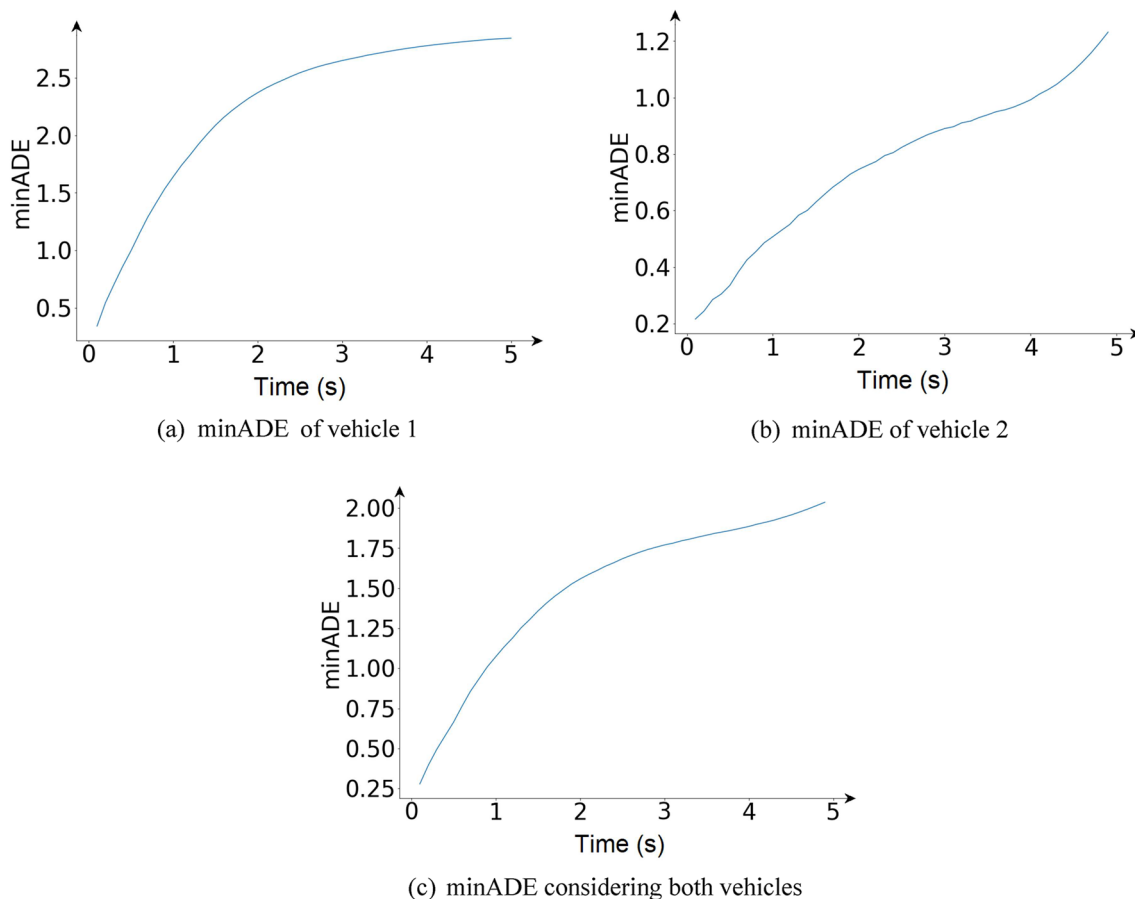 2.5
2.0
1.5
1.0
0.5
minADE
0 1 2 3 4 5
Time (s)
(a) minADE of vehicle 1
1.2
1.0
0.8
0.6
0.4
0.2
minADE
0 1 2 3 4 5
Time (s)
(b) minADE of vehicle 2
2.00
1.75
1.50
1.25
1.00
0.75
0.50
0.25
minADE
0 1 2 3 4 5
Time (s)
(c) minADE considering both vehicles